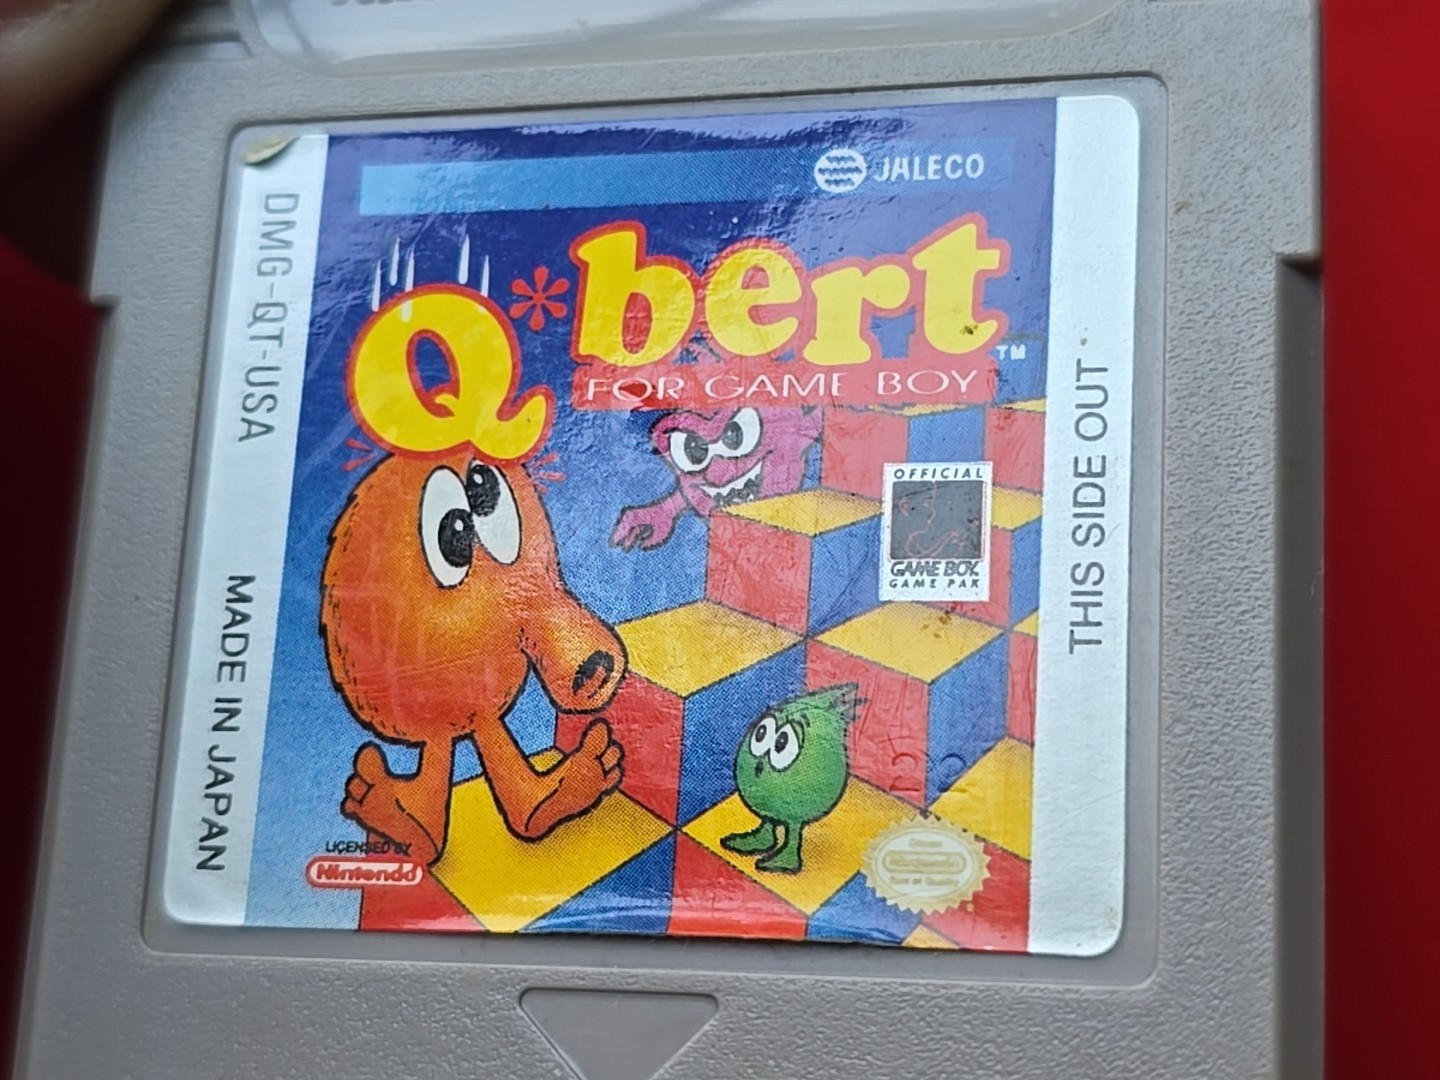 JALECO
Q*bert
TM
FOR GAME BOY
OFFICIAL
GAME BOY
GAME PAK
DMG-QT-USA
MADE IN JAPAN
THIS SIDE OUT
LICENSED BY
Nintendo
Nintendo